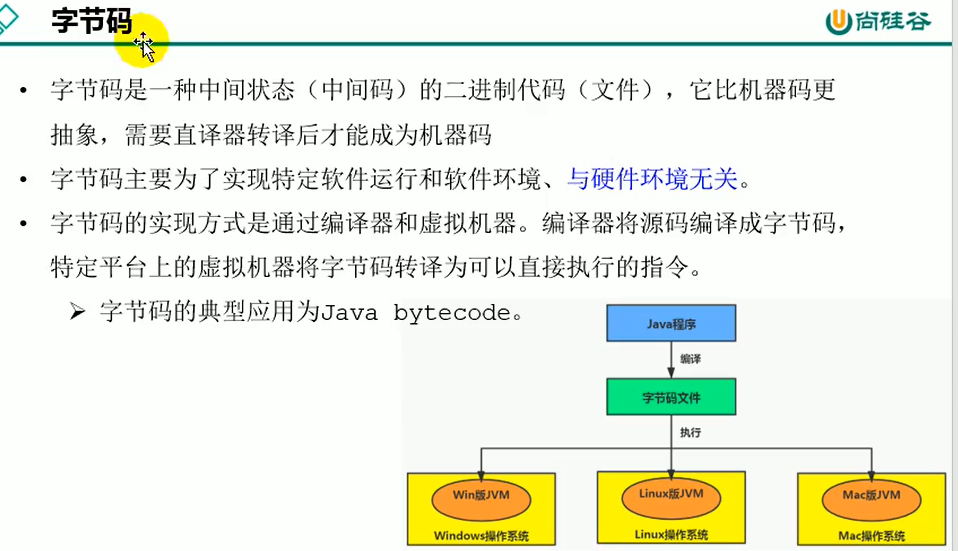 字节码
尚硅谷
• 字节码是一种中间状态（中间码）的二进制代码（文件），它比机器码更
抽象，需要直译器转译后才能成为机器码
• 字节码主要为了实现特定软件运行和软件环境、与硬件环境无关。
• 字节码的实现方式是通过编译器和虚拟机器。编译器将源码编译成字节码，
特定平台上的虚拟机器将字节码转译为可以直接执行的指令。
➢ 字节码的典型应用为Java bytecode。
Java程序
编译
字节码文件
执行
Win版JVM
Windows操作系统
Linux版JVM
Linux操作系统
Mac版JVM
Mac操作系统